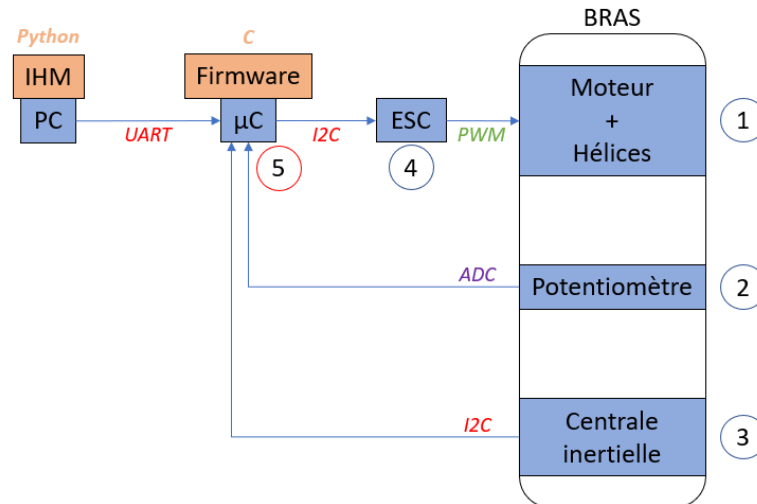 BRAS
Python
C
IHM
Firmware
PC
UART
µC
I2C
ESC
PWM
Moteur
+
Hélices
1
5
4
ADC
Potentiomètre
2
I2C
Centrale
inertielle
3